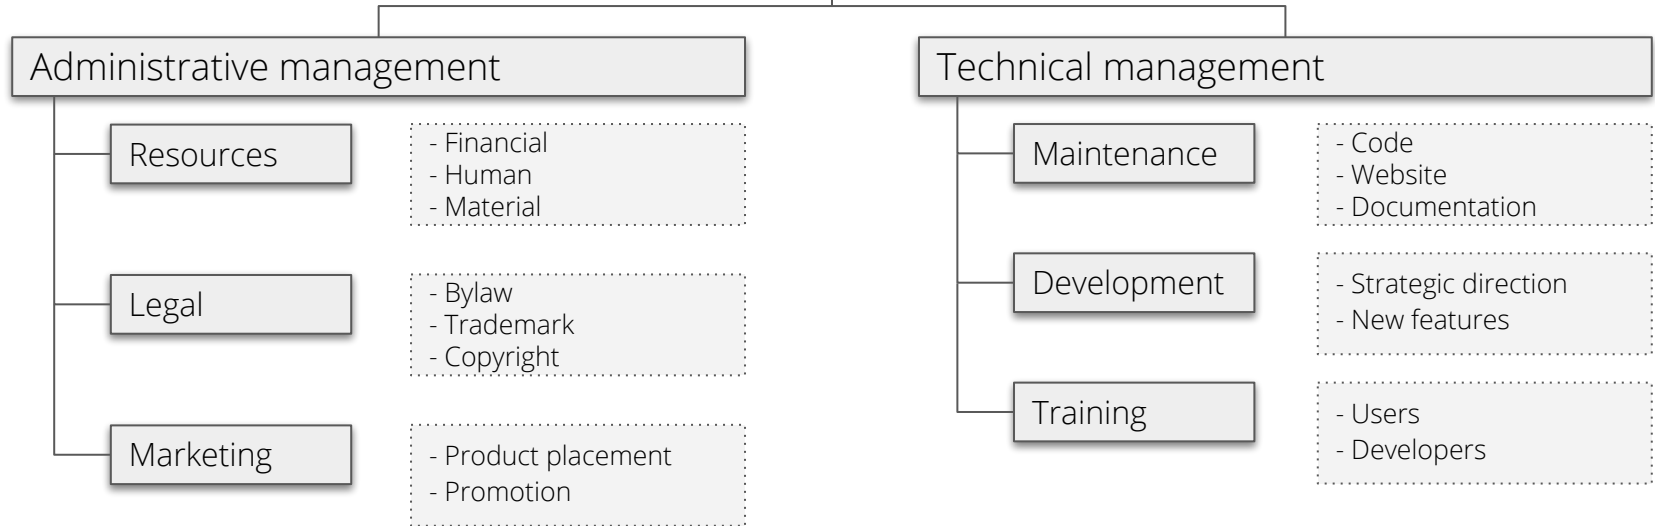 Administrative management
Resources
- Financial
- Human
- Material
Legal
- Bylaw
- Trademark
- Copyright
Marketing
- Product placement
- Promotion
Technical management
Maintenance
- Code
- Website
- Documentation
Development
- Strategic direction
- New features
Training
- Users
- Developers